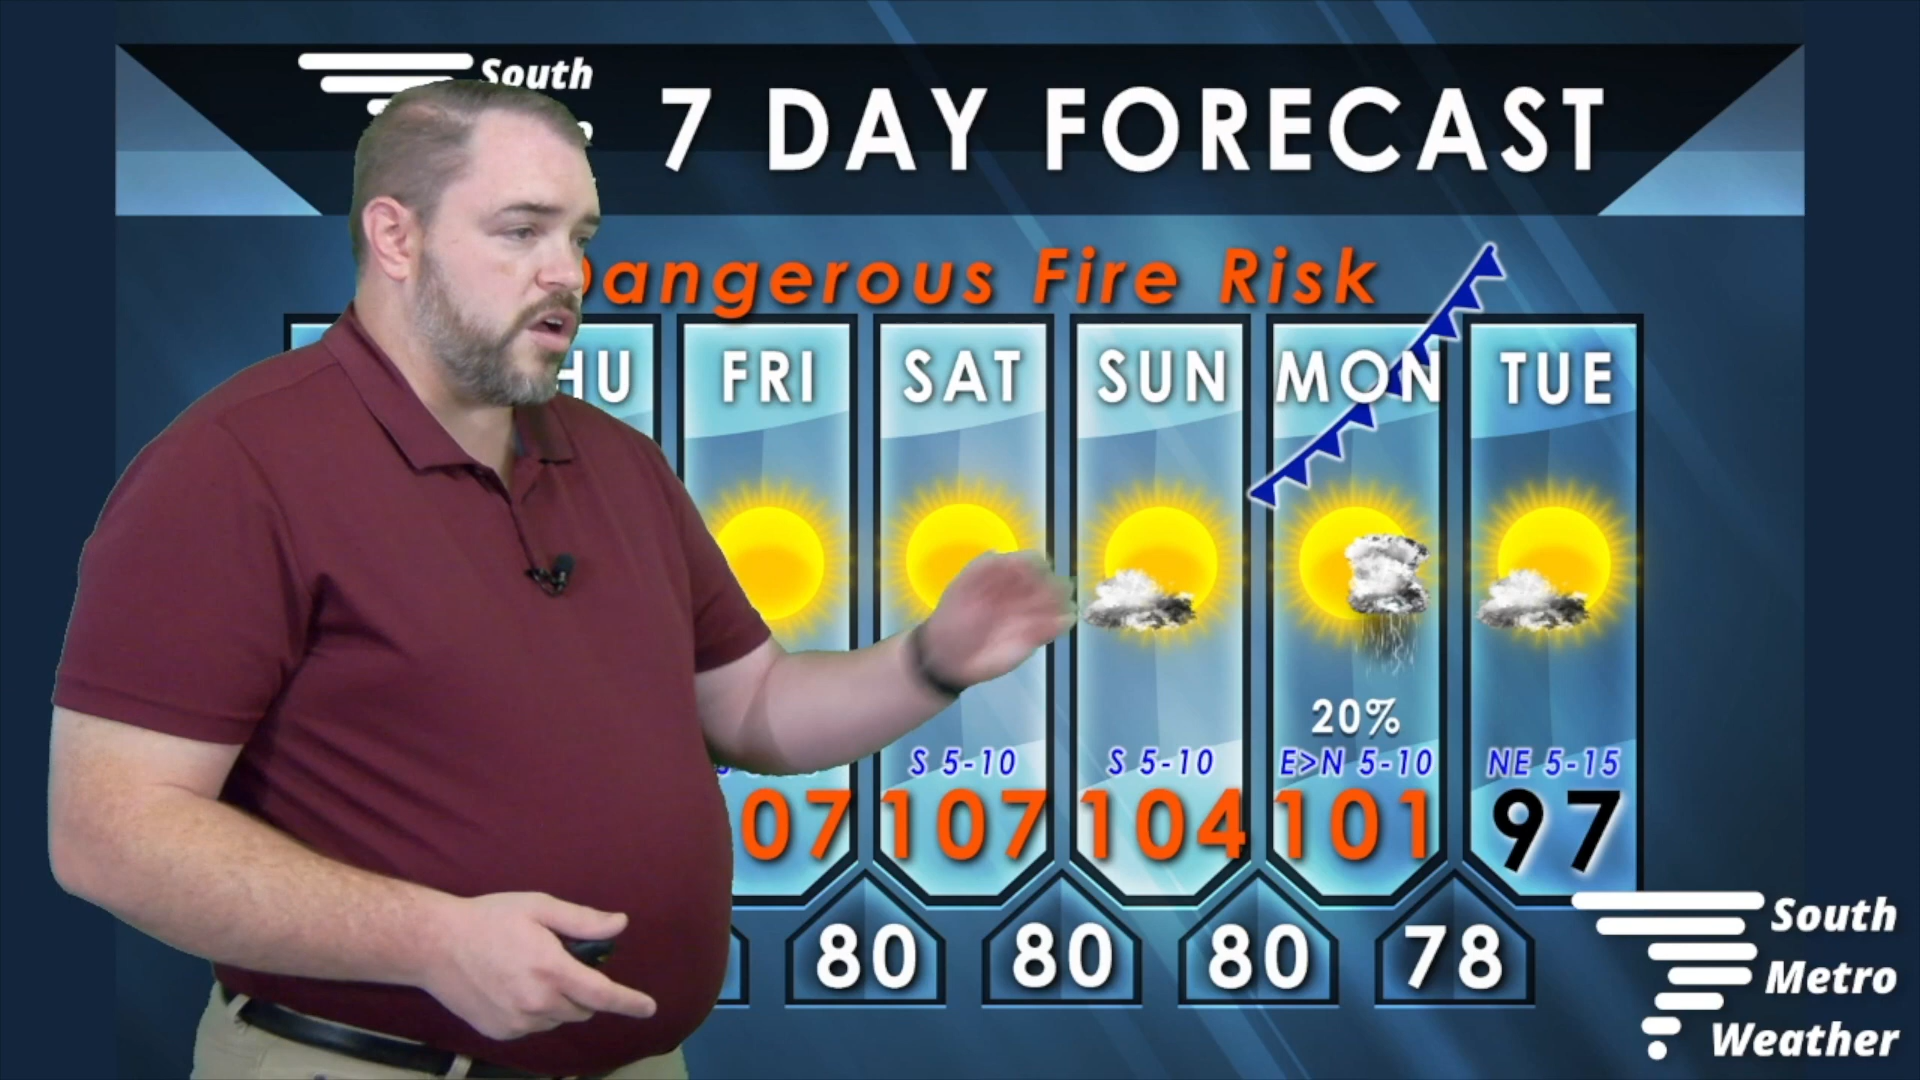 South
7 DAY FORECAST
Dangerous Fire Risk
HU FRI SAT SUN MON TUE
20%
S 5-10 S 5-10 E>N 5-10 NE 5-15
07 107 104 101 97
80 80 80 78
South
Metro
Weather